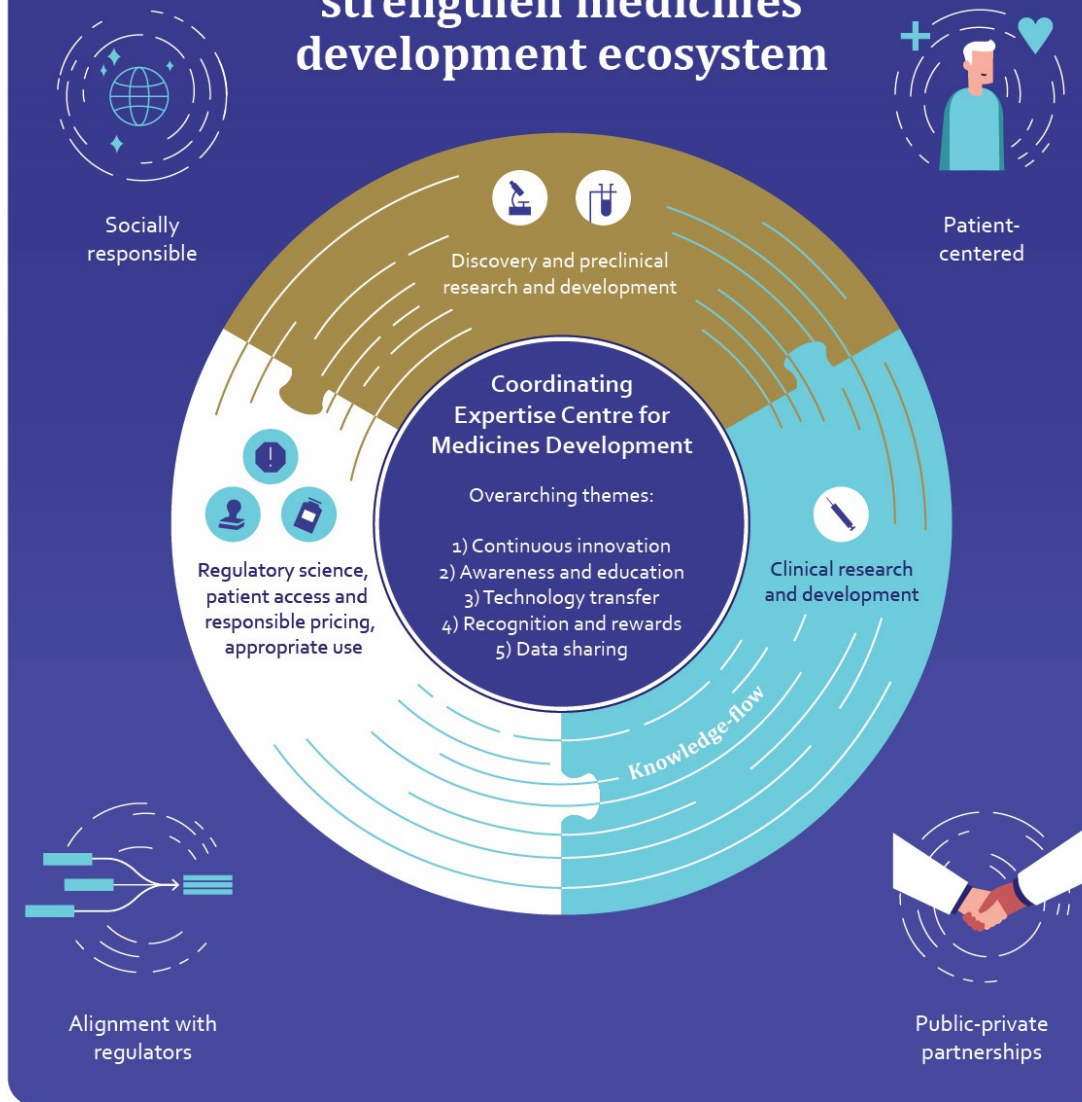 strengthen medicines
development ecosystem
Socially
responsible
Patient-
centered
Discovery and preclinical
research and development
Coordinating
Expertise Centre for
Medicines Development
Overarching themes:
1) Continuous innovation
2) Awareness and education
3) Technology transfer
4) Recognition and rewards
5) Data sharing
Regulatory science,
patient access and
responsible pricing,
appropriate use
Clinical research
and development
Knowledge-flow
Alignment with
regulators
Public-private
partnerships